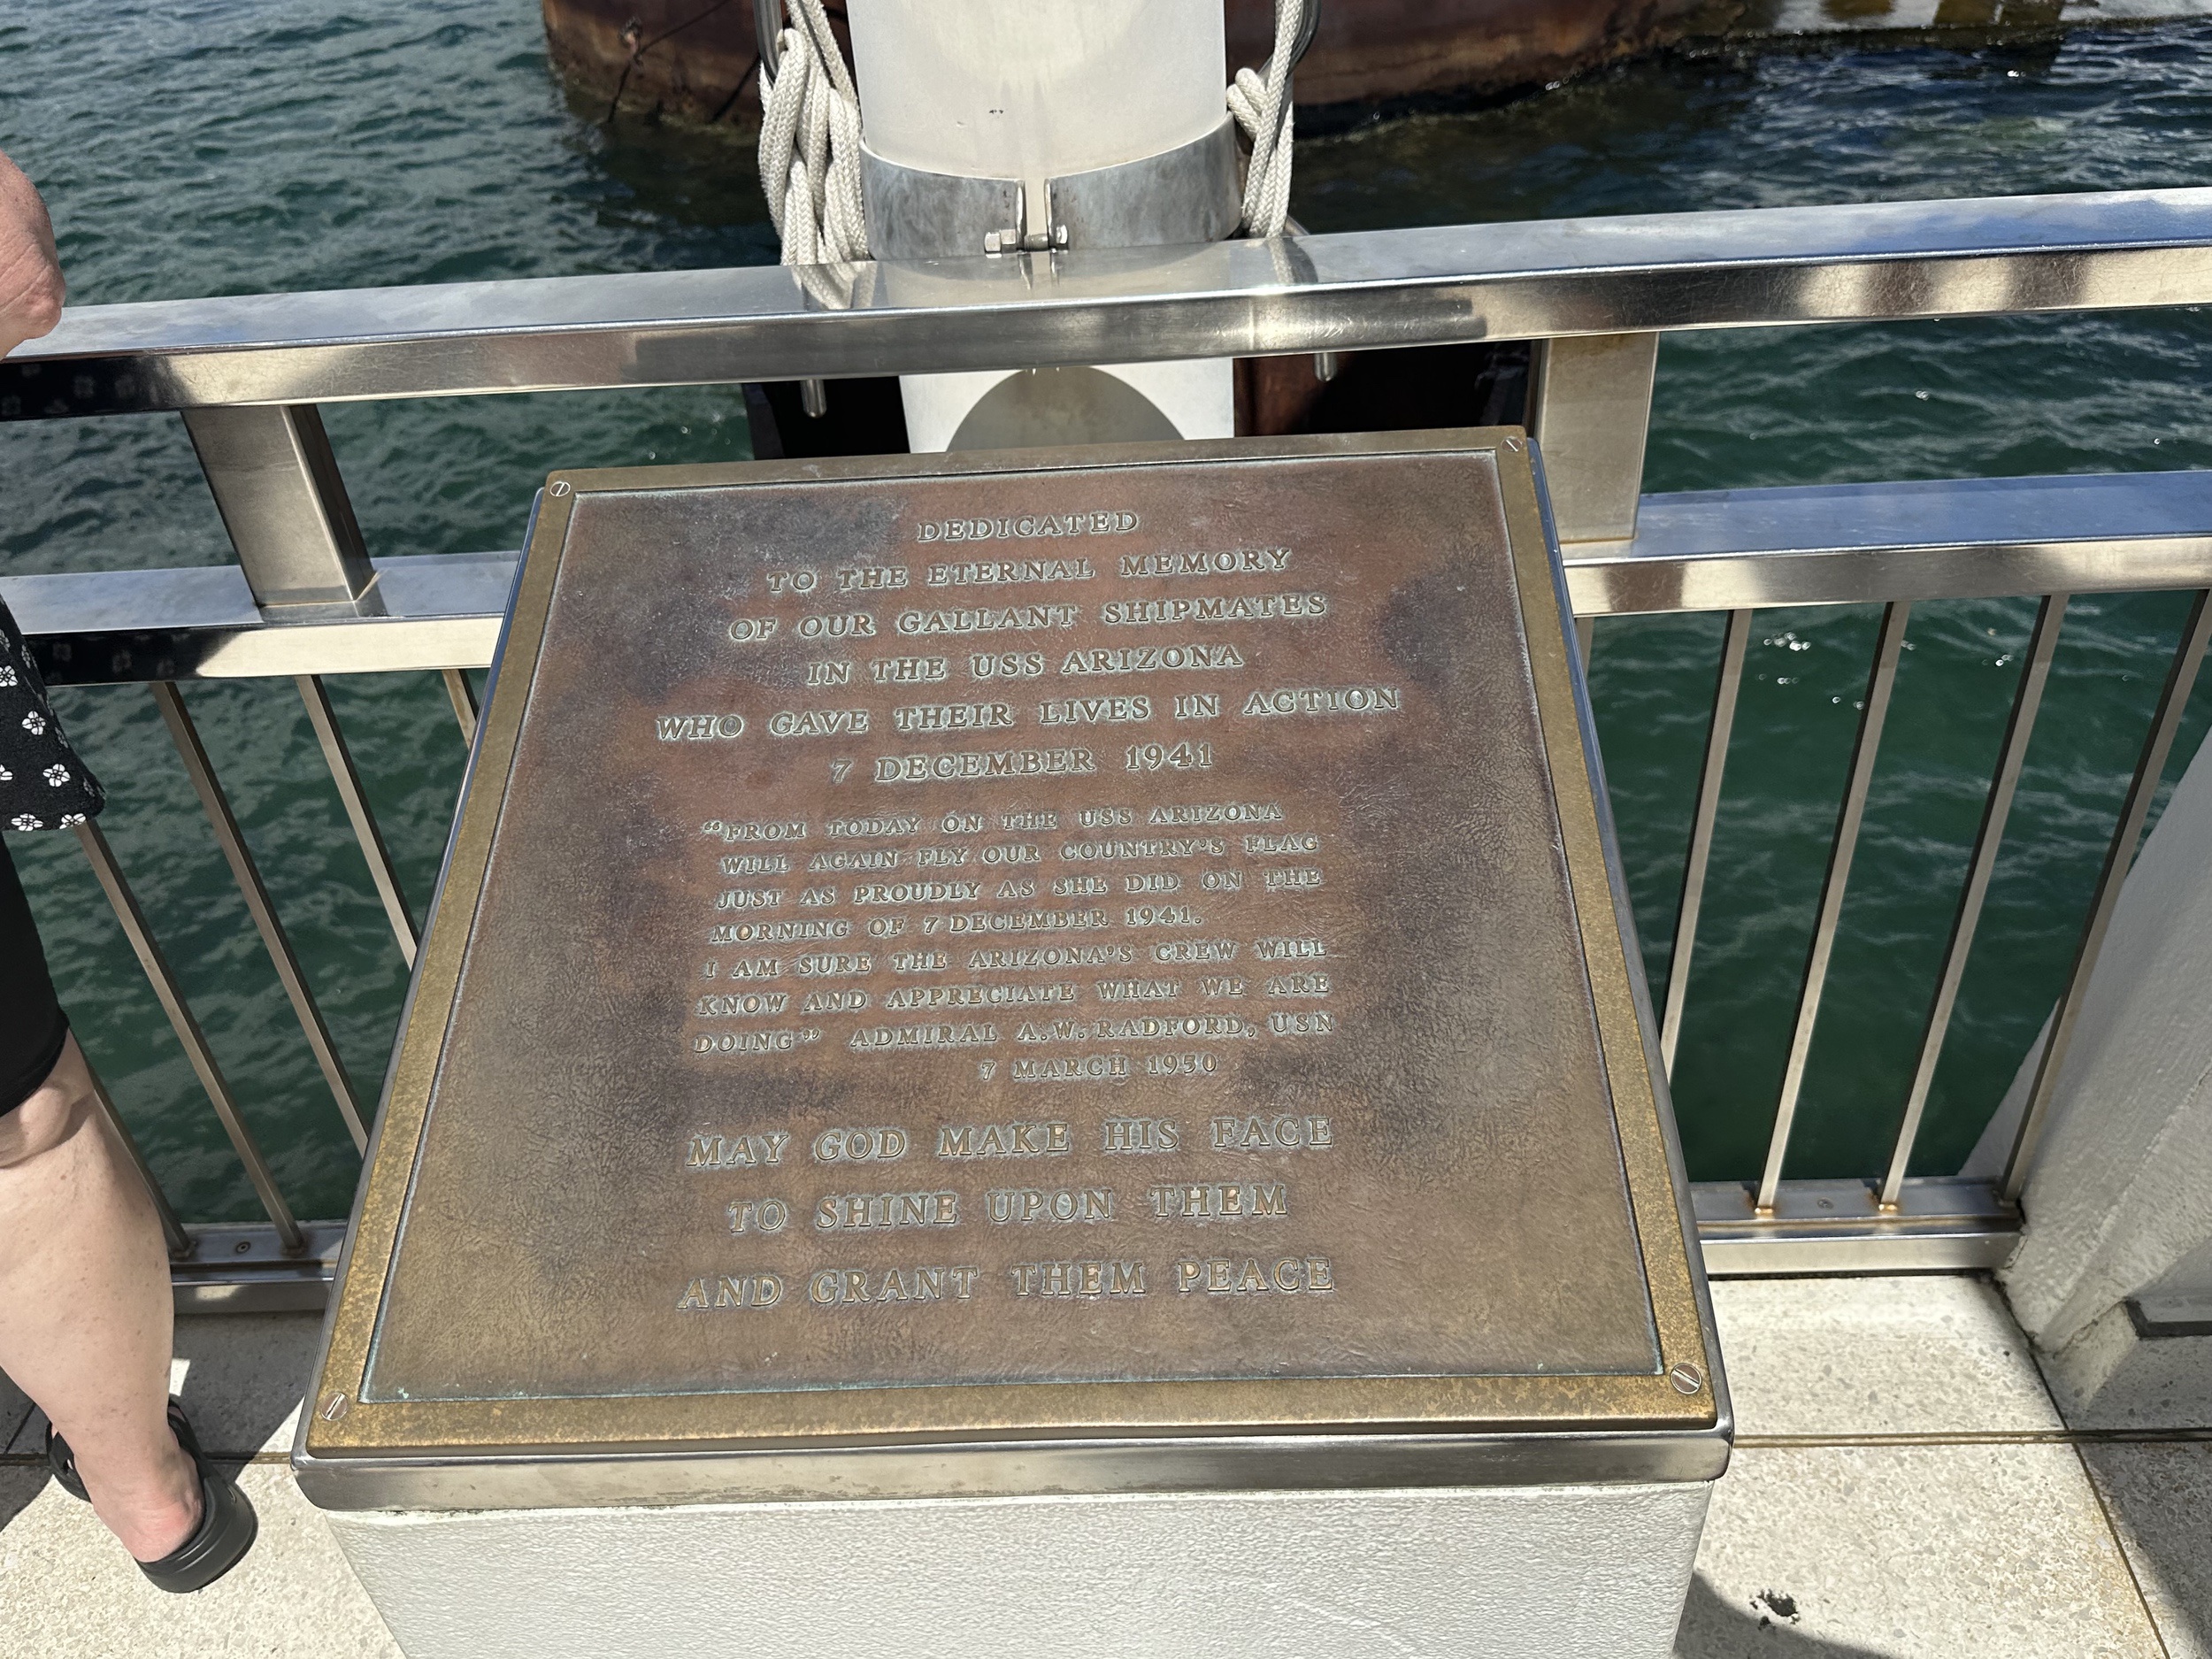 DEDICATED
TO THE ETERNAL MEMORY
OF OUR GALLANT SHIPMATES
IN THE USS ARIZONA
WHO GAVE THEIR LIVES IN ACTION
7 DECEMBER 1941
“FROM TODAY ON THE USS ARIZONA
WILL AGAIN FLY OUR COUNTRY’S FLAG
JUST AS PROUDLY AS SHE DID ON THE
MORNING OF 7 DECEMBER 1941.
I AM SURE THE ARIZONA’S CREW WILL
KNOW AND APPRECIATE WHAT WE ARE
DOING” ADMIRAL A.W. RADFORD, USN
7 MARCH 1950
MAY GOD MAKE HIS FACE
TO SHINE UPON THEM
AND GRANT THEM PEACE